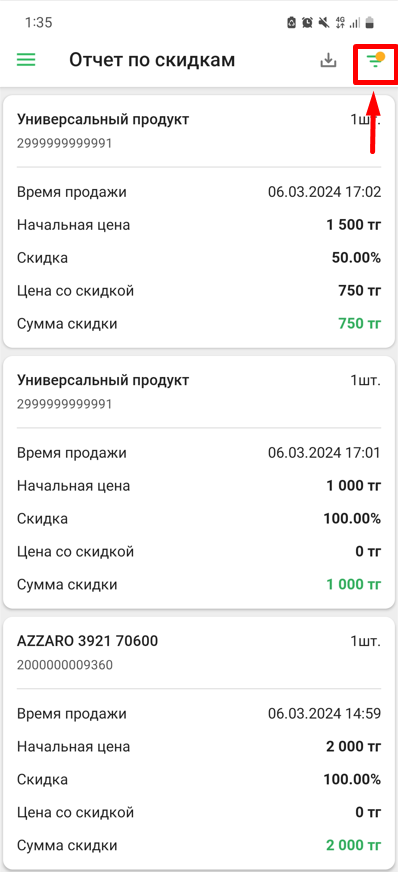 1:35 4G
Отчет по скидкам
Универсальный продукт 1шт.
2999999999991
Время продажи 06.03.2024 17:02
Начальная цена 1 500 тг
Скидка 50.00%
Цена со скидкой 750 тг
Сумма скидки 750 тг
Универсальный продукт 1шт.
2999999999991
Время продажи 06.03.2024 17:01
Начальная цена 1 000 тг
Скидка 100.00%
Цена со скидкой 0 тг
Сумма скидки 1 000 тг
AZZARO 3921 70600 1шт.
2000000009360
Время продажи 06.03.2024 14:59
Начальная цена 2 000 тг
Скидка 100.00%
Цена со скидкой 0 тг
Сумма скидки 2 000 тг